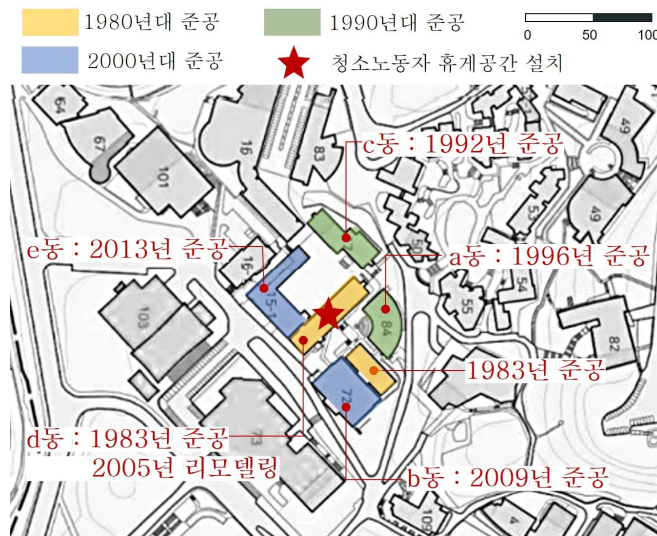 1980년대 준공
1990년대 준공
0 50 100
2000년대 준공
청소노동자 휴게공간 설치
64
67
101
16
83
49
c동 : 1992년 준공
49
53
e동 : 2013년 준공
16-
a동 : 1996년 준공
54
15-1
103
84
55
82
1983년 준공
72
d동 : 1983년 준공
2005년 리모델링
73
b동 : 2009년 준공
109
4